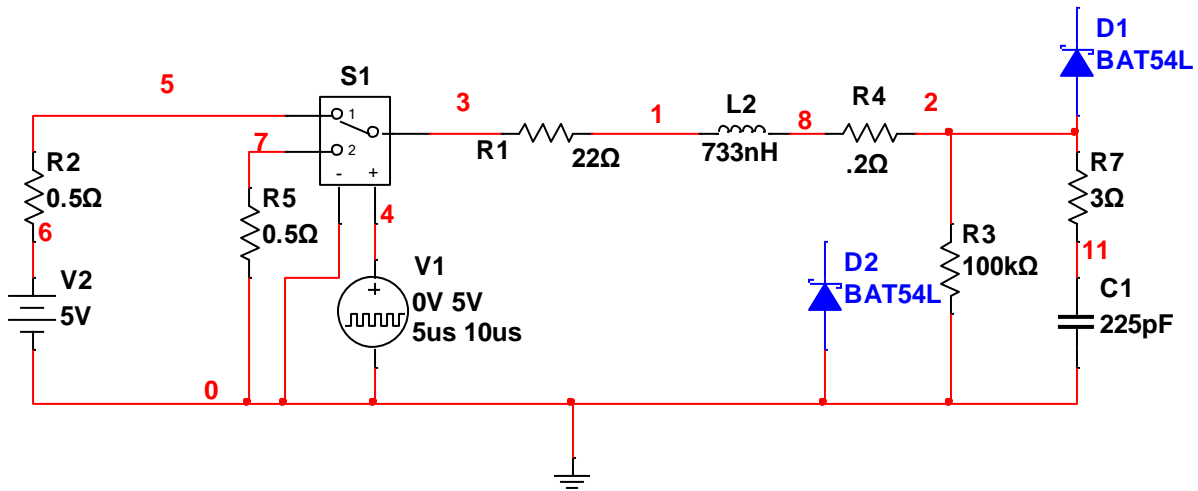 D1
BAT54L
5
S1
3
1
L2
733nH
8
R4
.2Ω
2
1
2
- +
7
R1
22Ω
R2
0.5Ω
6
R5
0.5Ω
4
R7
3Ω
11
R3
100kΩ
V2
5V
V1
0V 5V
5us 10us
D2
BAT54L
C1
225pF
0